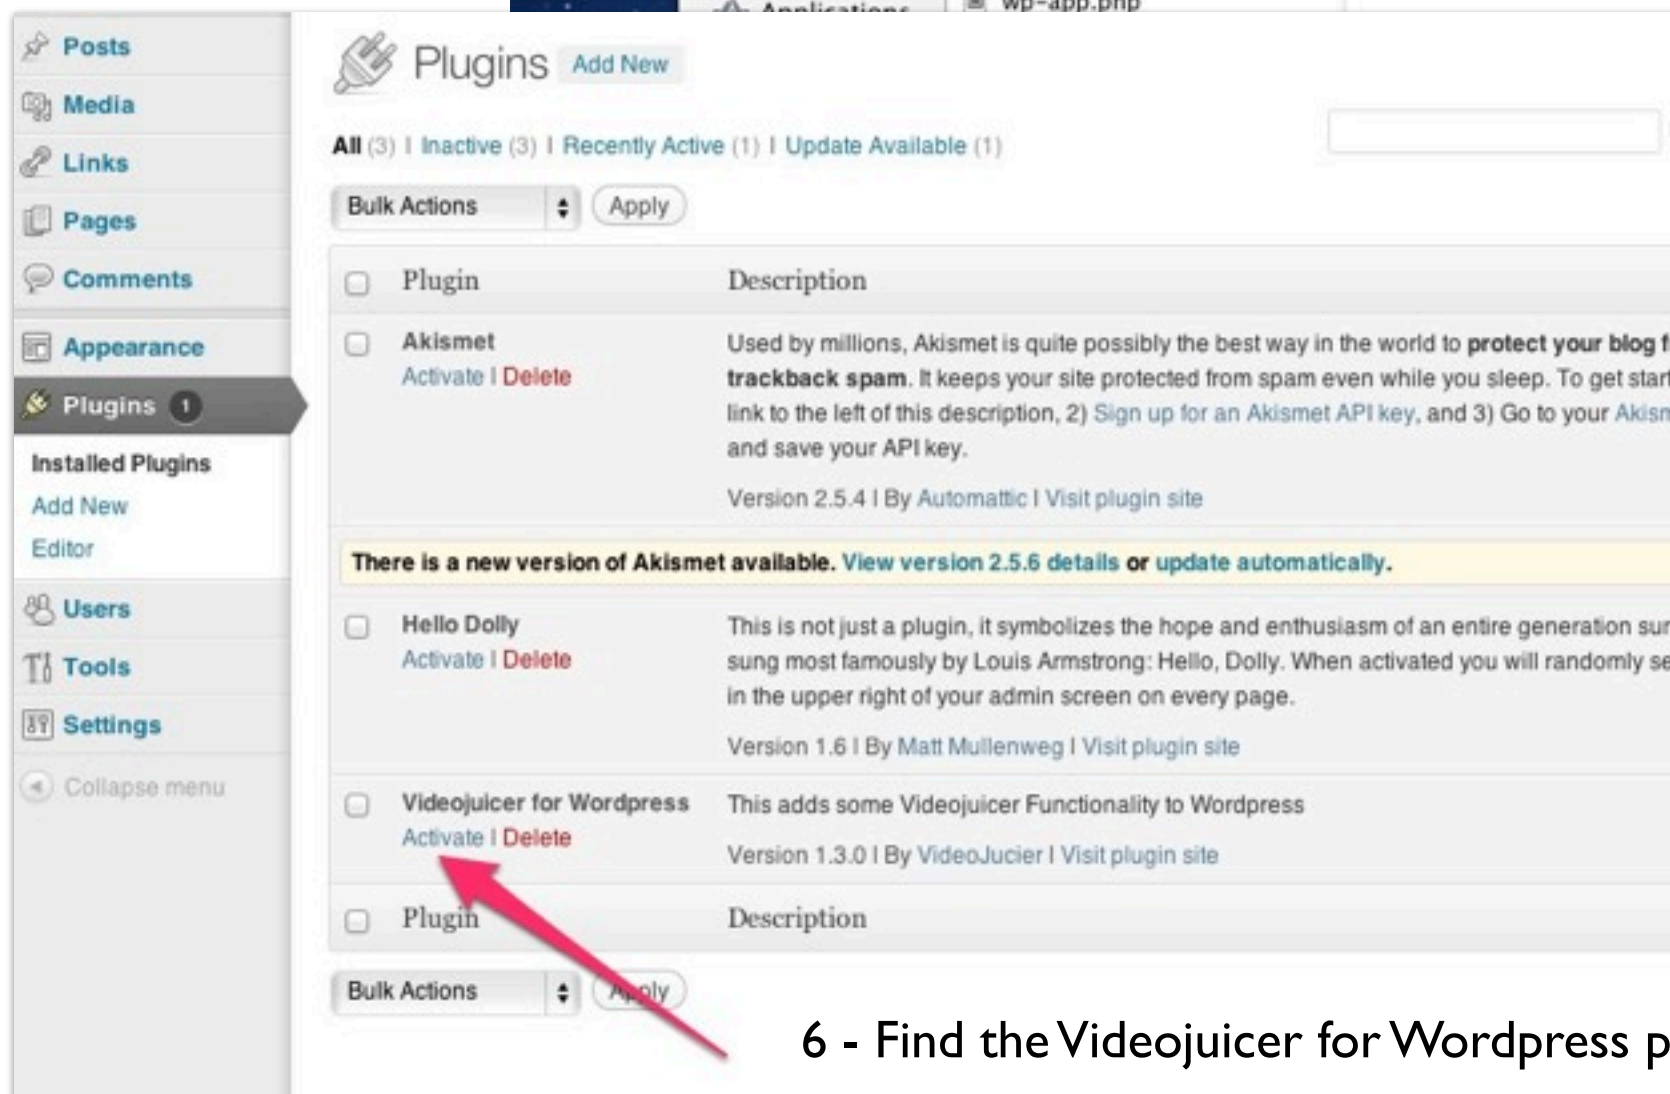 Applications
wp-app.php
Posts
Media
Links
Pages
Comments
Appearance
Plugins 1
Installed Plugins
Add New
Editor
Users
Tools
Settings
Collapse menu
Plugins Add New
All (3) | Inactive (3) | Recently Active (1) | Update Available (1)
Bulk Actions Apply
Plugin Description
Akismet
Activate | Delete
Used by millions, Akismet is quite possibly the best way in the world to protect your blog f
trackback spam. It keeps your site protected from spam even while you sleep. To get start
link to the left of this description, 2) Sign up for an Akismet API key, and 3) Go to your Akism
and save your API key.
Version 2.5.4 | By Automattic | Visit plugin site
There is a new version of Akismet available. View version 2.5.6 details or update automatically.
Hello Dolly
Activate | Delete
This is not just a plugin, it symbolizes the hope and enthusiasm of an entire generation sum
sung most famously by Louis Armstrong: Hello, Dolly. When activated you will randomly se
in the upper right of your admin screen on every page.
Version 1.6 | By Matt Mullenweg | Visit plugin site
Videojuicer for Wordpress
Activate | Delete
This adds some Videojuicer Functionality to Wordpress
Version 1.3.0 | By VideoJucier | Visit plugin site
Plugin Description
Bulk Actions Apply
6 - Find the Videojuicer for Wordpress p